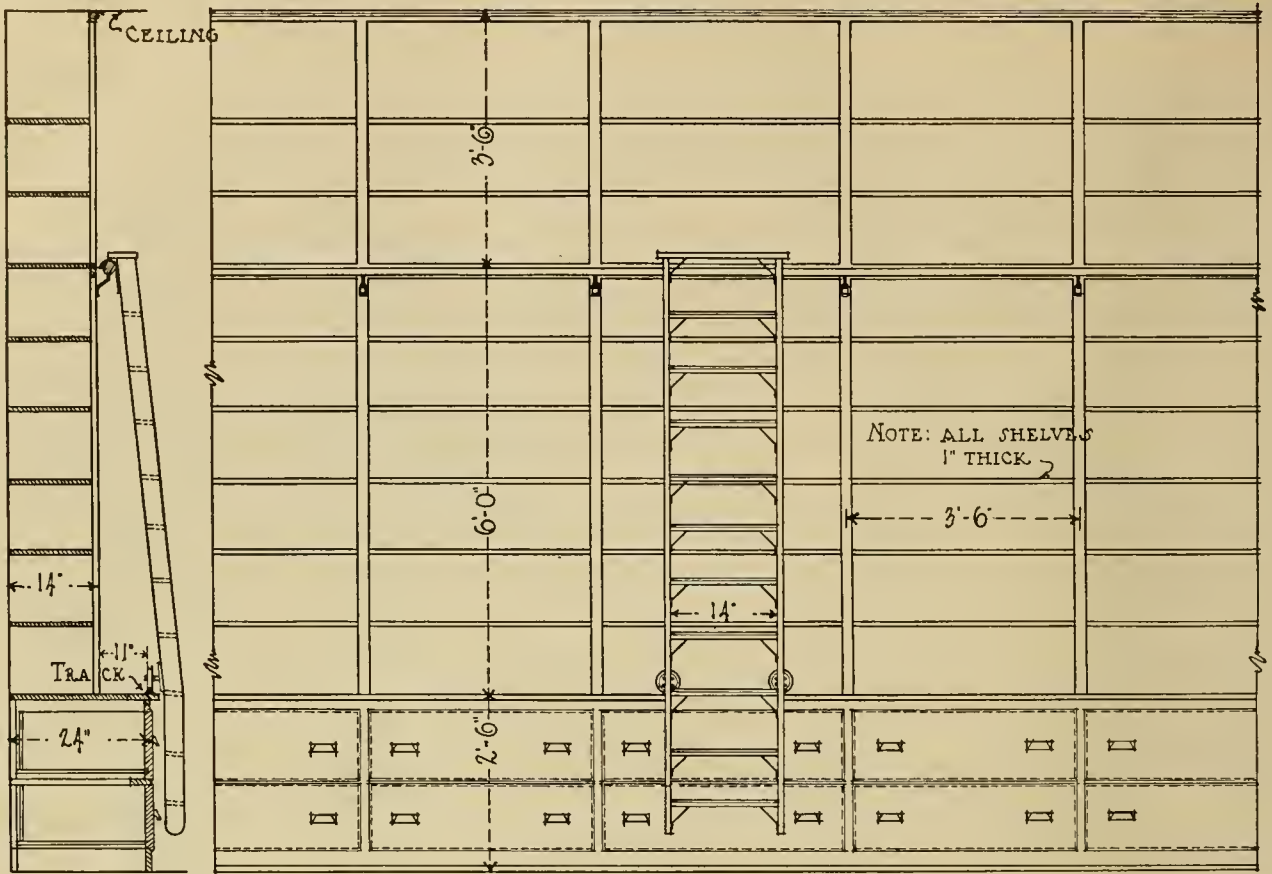 CEILING
3'-6"
NOTE: ALL SHELVES
1" THICK
6'-0"
3'-6"
14"
14"
11"
TRACK
24"
2'-6"